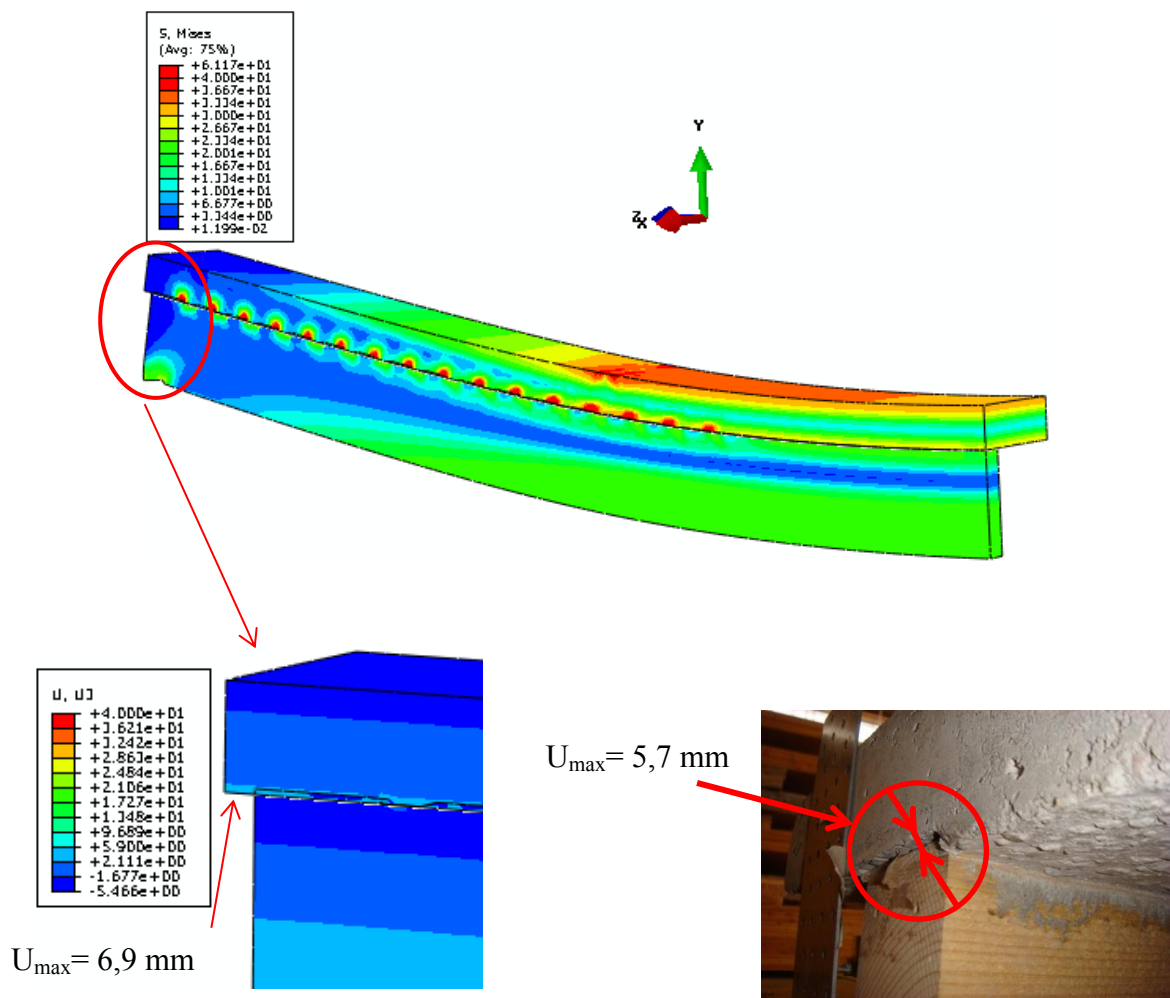 S, Mises
(Avg: 75%)
+6.117e+01
+4.000e+01
+3.667e+01
+3.334e+01
+3.000e+01
+2.667e+01
+2.334e+01
+2.001e+01
+1.667e+01
+1.334e+01
+1.001e+01
+6.677e+00
+3.344e+00
+1.199e-02
Y
Z
X
U, U3
+4.000e+01
+3.621e+01
+3.242e+01
+2.863e+01
+2.484e+01
+2.106e+01
+1.727e+01
+1.348e+01
+9.689e+00
+5.900e+00
+2.111e+00
-1.677e+00
-5.466e+00
Umax= 6,9 mm
Umax= 5,7 mm